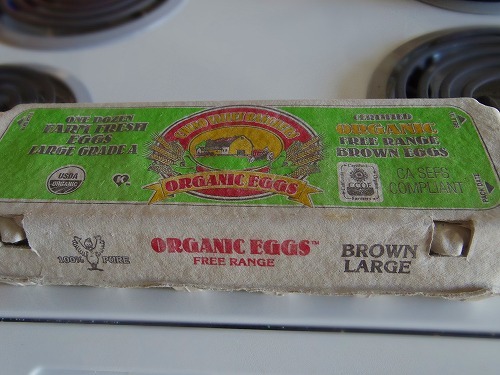 ONE DOZEN
FARM FRESH
EGGS
LARGE GRADE A
USDA
ORGANIC
ORGANIC EGGS
CERTIFIED
ORGANIC
FREE RANGE
BROWN EGGS
CA SEFS
COMPLIANT
100% PURE
ORGANIC EGGS™
FREE RANGE
BROWN
LARGE